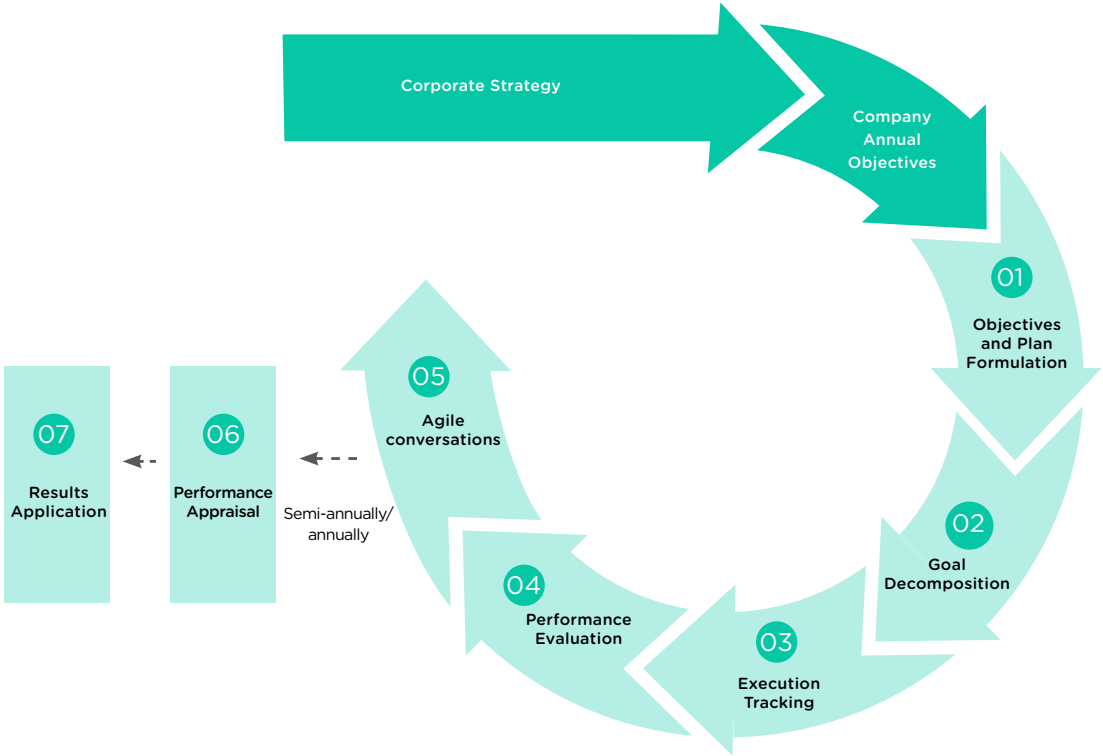 Corporate Strategy
Company
Annual
Objectives
01
Objectives
and Plan
Formulation
02
Goal
Decomposition
03
Execution
Tracking
04
Performance
Evaluation
05
Agile
conversations
Semi-annually/
annually
06
Performance
Appraisal
07
Results
Application